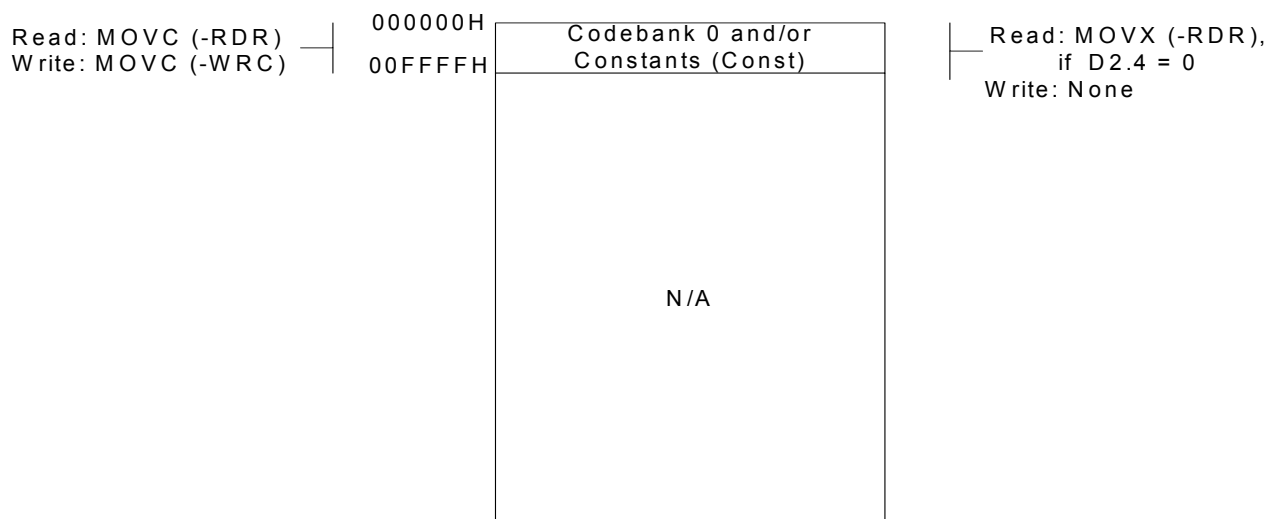 Read: MOVC (-RDR)
Write: MOVC (-WRC)
000000H
00FFFFH
Codebank 0 and/or
Constants (Const)
Read: MOVX (-RDR),
if D2.4 = 0
Write: None
N/A